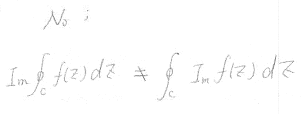 No ;
Im ∮_C f(z) dz ≠ ∮_C Im f(z) dz